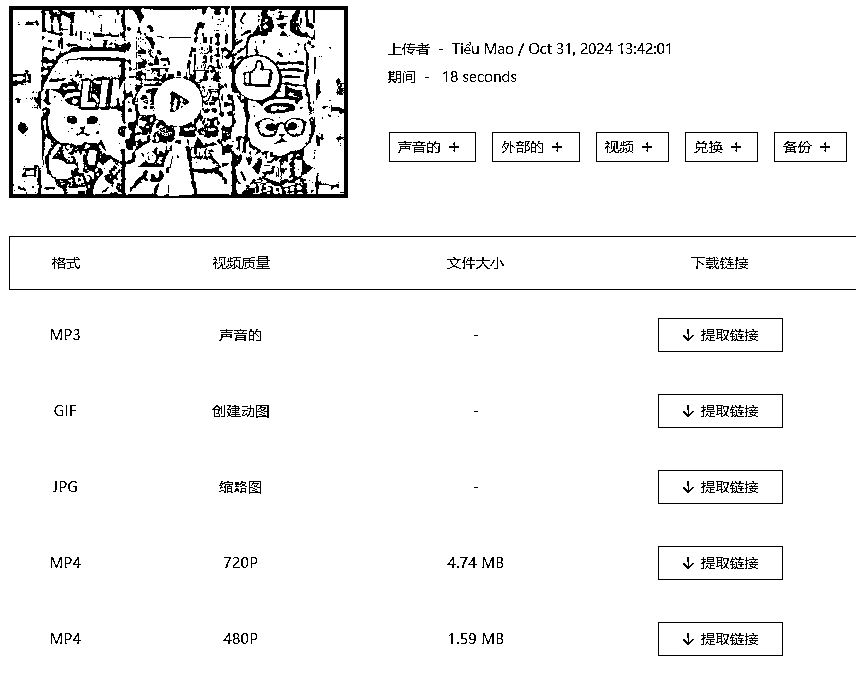 上传者 - Tiểu Mao / Oct 31, 2024 13:42:01
期间 - 18 seconds
声音的 + 外部的 + 视频 + 兑换 + 备份 +
格式 视频质量 文件大小 下载链接
MP3 声音的 - ↓ 提取链接
GIF 创建动图 - ↓ 提取链接
JPG 缩略图 - ↓ 提取链接
MP4 720P 4.74 MB ↓ 提取链接
MP4 480P 1.59 MB ↓ 提取链接